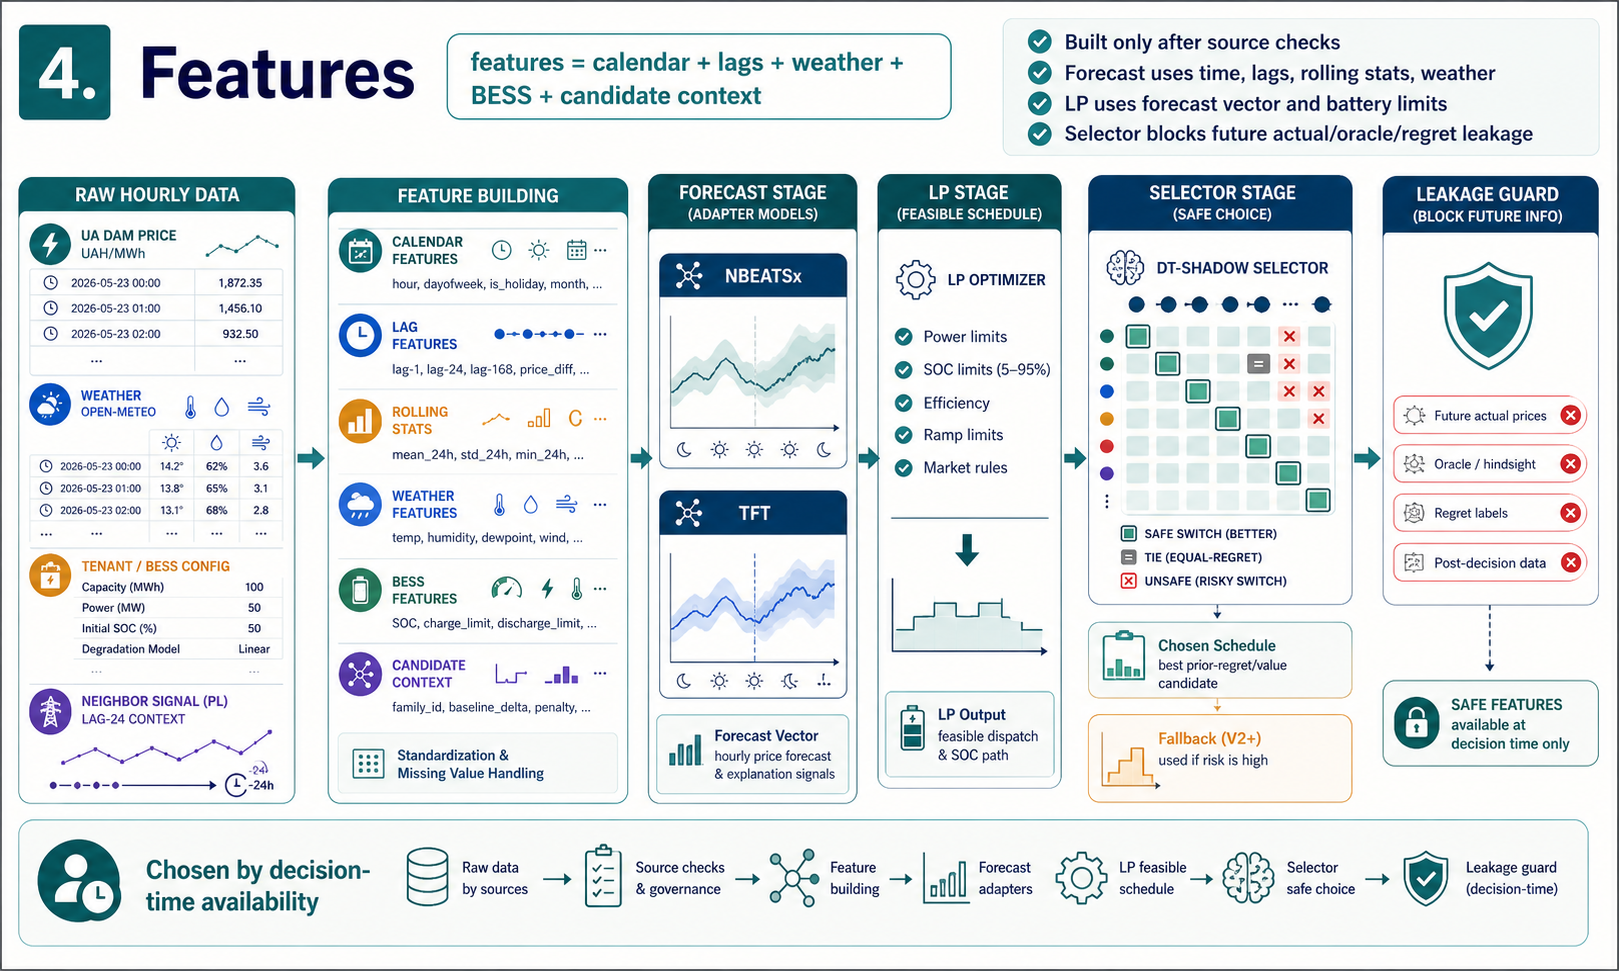 4. Features
features = calendar + lags + weather +
BESS + candidate context
Built only after source checks
Forecast uses time, lags, rolling stats, weather
LP uses forecast vector and battery limits
Selector blocks future actual/oracle/regret leakage
RAW HOURLY DATA
UA DAM PRICE
UAH/MWh
2026-05-23 00:00 1,872.35
2026-05-23 01:00 1,456.10
2026-05-23 02:00 932.50
... ...
WEATHER
OPEN-METEO
2026-05-23 00:00 14.2° 62% 3.6
2026-05-23 01:00 13.8° 65% 3.1
2026-05-23 02:00 13.1° 68% 2.8
... ... ... ...
TENANT / BESS CONFIG
Capacity (MWh) 100
Power (MW) 50
Initial SOC (%) 50
Degradation Model Linear
... ...
NEIGHBOR SIGNAL (PL)
LAG-24 CONTEXT
-24)
-24h
FEATURE BUILDING
CALENDAR
FEATURES
...
hour, dayofweek, is_holiday, month, ...
LAG
FEATURES
...
lag-1, lag-24, lag-168, price_diff, ...
ROLLING
STATS
...
mean_24h, std_24h, min_24h, ...
WEATHER
FEATURES
...
temp, humidity, dewpoint, wind, ...
BESS
FEATURES
...
SOC, charge_limit, discharge_limit, ...
CANDIDATE
CONTEXT
...
family_id, baseline_delta, penalty, ...
Standardization &
Missing Value Handling
FORECAST STAGE
(ADAPTER MODELS)
NBEATSx
TFT
Forecast Vector
hourly price forecast
& explanation signals
LP STAGE
(FEASIBLE SCHEDULE)
LP OPTIMIZER
Power limits
SOC limits (5–95%)
Efficiency
Ramp limits
Market rules
LP Output
feasible dispatch
& SOC path
SELECTOR STAGE
(SAFE CHOICE)
DT-SHADOW SELECTOR
...
SAFE SWITCH (BETTER)
TIE (EQUAL-REGRET)
UNSAFE (RISKY SWITCH)
Chosen Schedule
best prior-regret/value
candidate
Fallback (V2+)
used if risk is high
LEAKAGE GUARD
(BLOCK FUTURE INFO)
Future actual prices
Oracle / hindsight
Regret labels
Post-decision data
SAFE FEATURES
available at
decision time only
Chosen by decision-
time availability
Raw data
by sources
Source checks
& governance
Feature
building
Forecast
adapters
LP feasible
schedule
Selector
safe choice
Leakage guard
(decision-time)